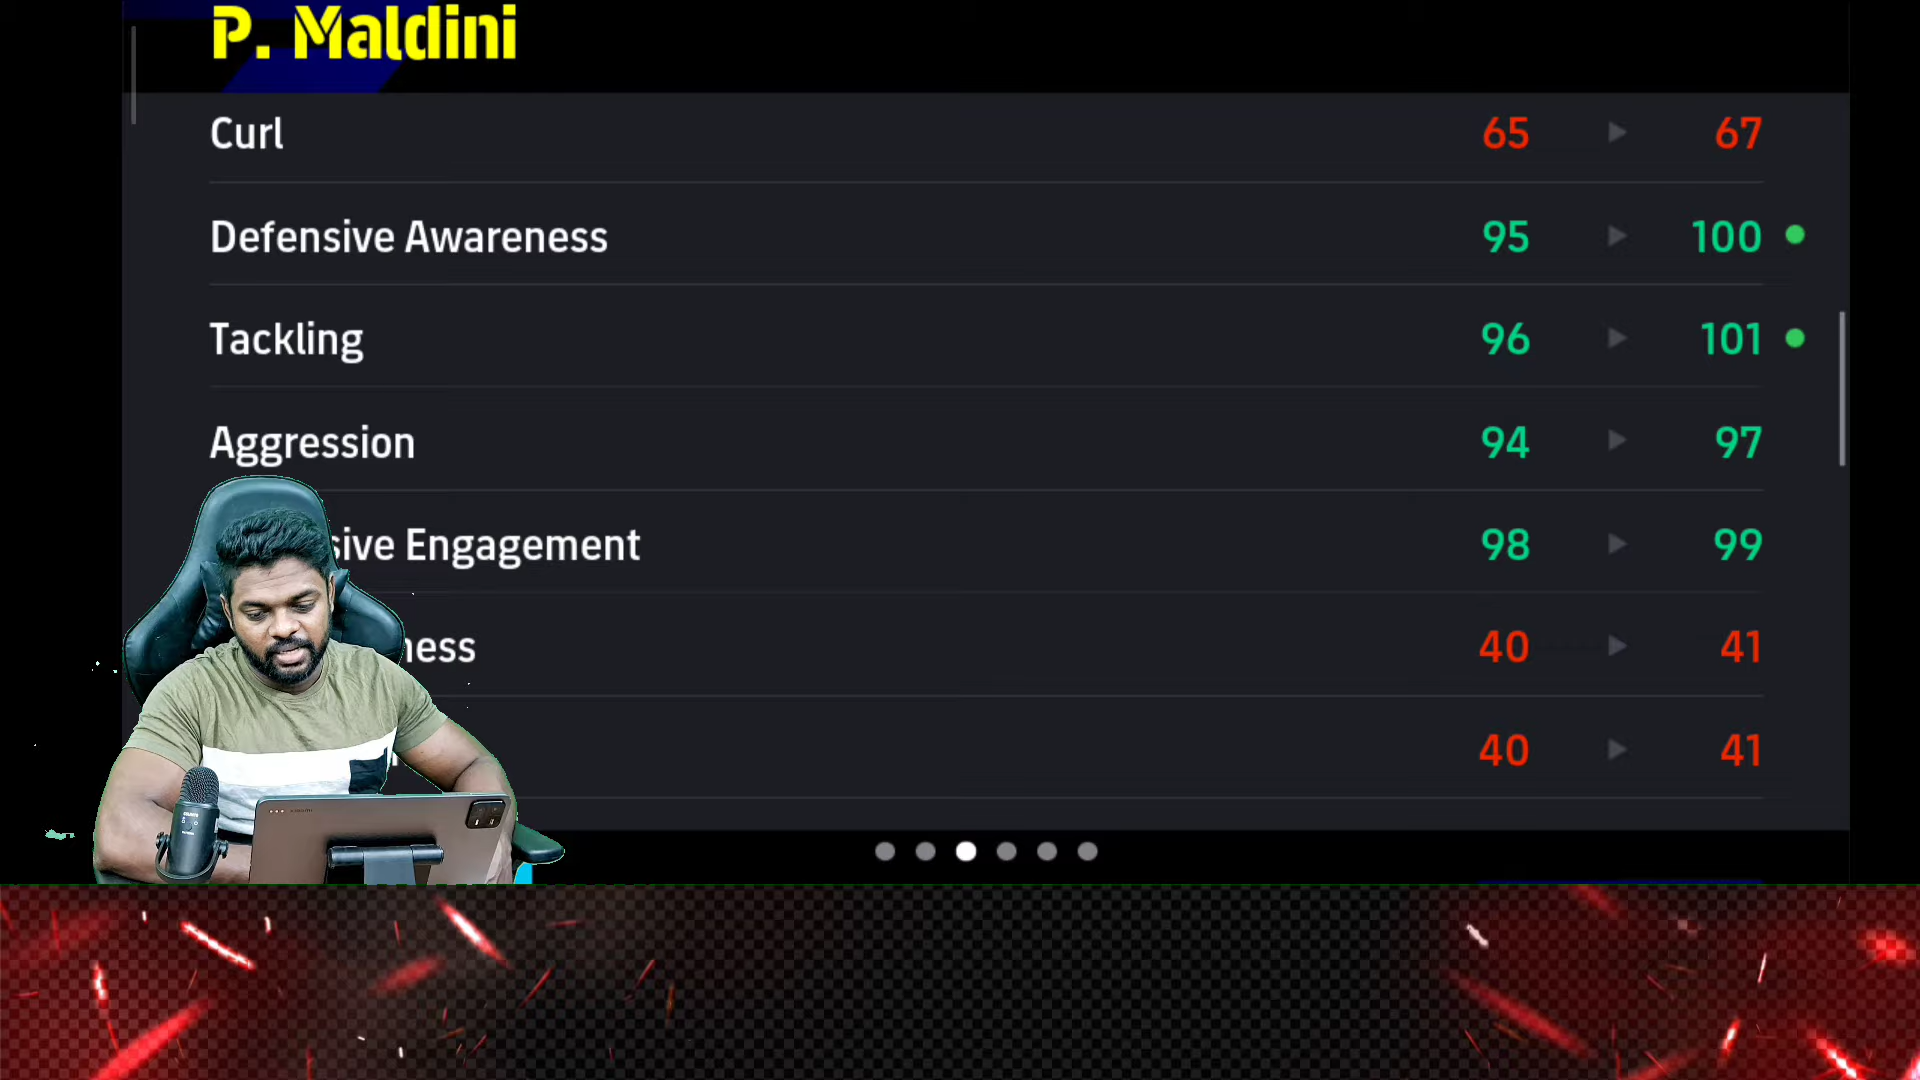 P. Maldini
Curl 65 67
Defensive Awareness 95 100
Tackling 96 101
Aggression 94 97
sive Engagement 98 99
ness 40 41
40 41